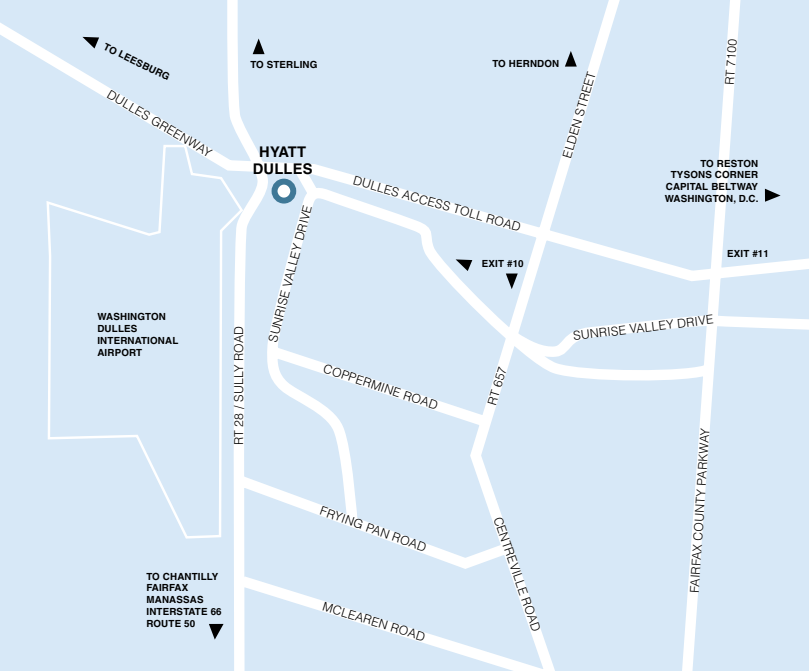 TO LEESBURG
TO STERLING
TO HERNDON
RT 7100
ELDEN STREET
DULLES GREENWAY
HYATT
DULLES
TO RESTON
TYSONS CORNER
CAPITAL BELTWAY
WASHINGTON, D.C.
DULLES ACCESS TOLL ROAD
SUNRISE VALLEY DRIVE
EXIT #10
EXIT #11
WASHINGTON
DULLES
INTERNATIONAL
AIRPORT
SUNRISE VALLEY DRIVE
RT 28 / SULLY ROAD
COPPERMINE ROAD
RT 657
FAIRFAX COUNTY PARKWAY
FRYING PAN ROAD
CENTREVILLE ROAD
TO CHANTILLY
FAIRFAX
MANASSAS
INTERSTATE 66
ROUTE 50
MCLEAREN ROAD